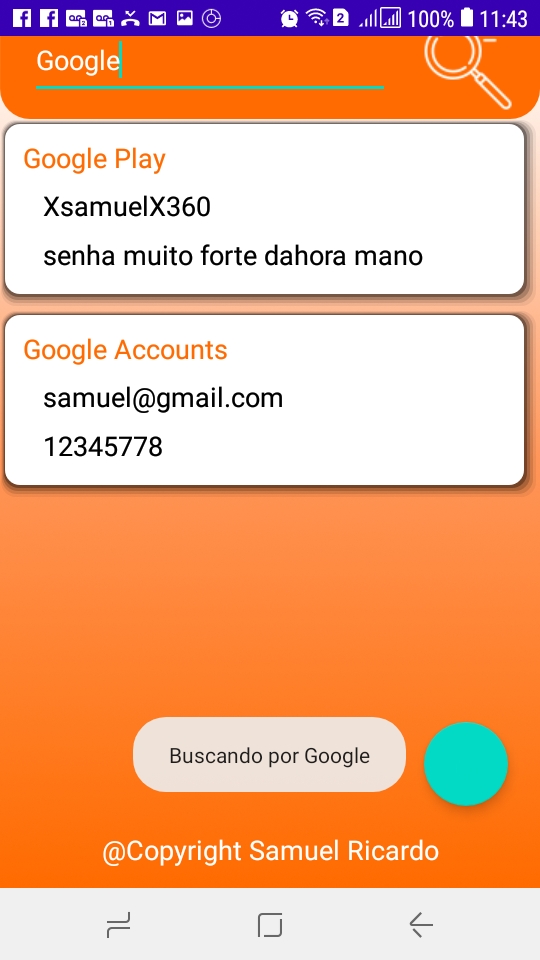 2
100%
11:43
Google
Google Play
XsamuelX360
senha muito forte dahora mano
Google Accounts
samuel@gmail.com
12345778
Buscando por Google
@Copyright Samuel Ricardo